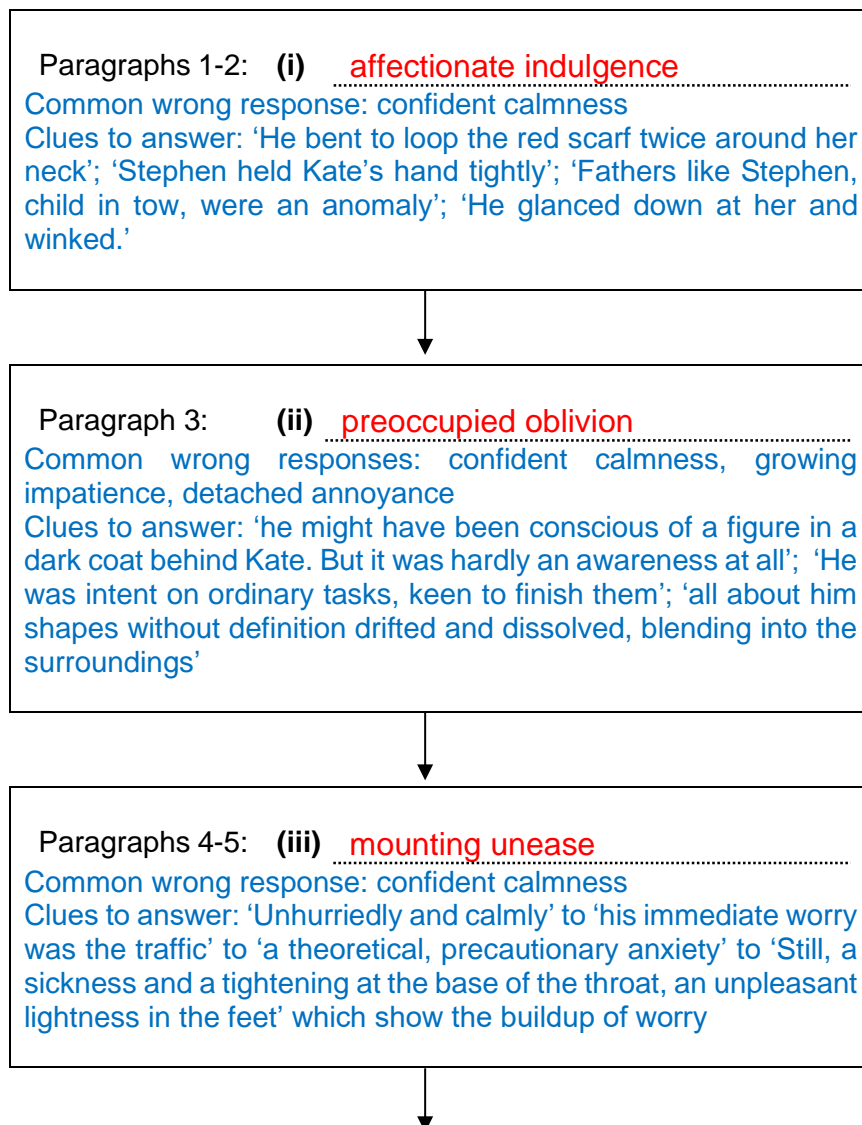 Paragraphs 1-2: (i) affectionate indulgence
Common wrong response: confident calmness
Clues to answer: ‘He bent to loop the red scarf twice around her
neck’; ‘Stephen held Kate’s hand tightly’; ‘Fathers like Stephen,
child in tow, were an anomaly’; ‘He glanced down at her and
winked.’
Paragraph 3: (ii) preoccupied oblivion
Common wrong responses: confident calmness, growing
impatience, detached annoyance
Clues to answer: ‘he might have been conscious of a figure in a
dark coat behind Kate. But it was hardly an awareness at all’; ‘He
was intent on ordinary tasks, keen to finish them’; ‘all about him
shapes without definition drifted and dissolved, blending into the
surroundings’
Paragraphs 4-5: (iii) mounting unease
Common wrong response: confident calmness
Clues to answer: ‘Unhurriedly and calmly’ to ‘his immediate worry
was the traffic’ to ‘a theoretical, precautionary anxiety’ to ‘Still, a
sickness and a tightening at the base of the throat, an unpleasant
lightness in the feet’ which show the buildup of worry